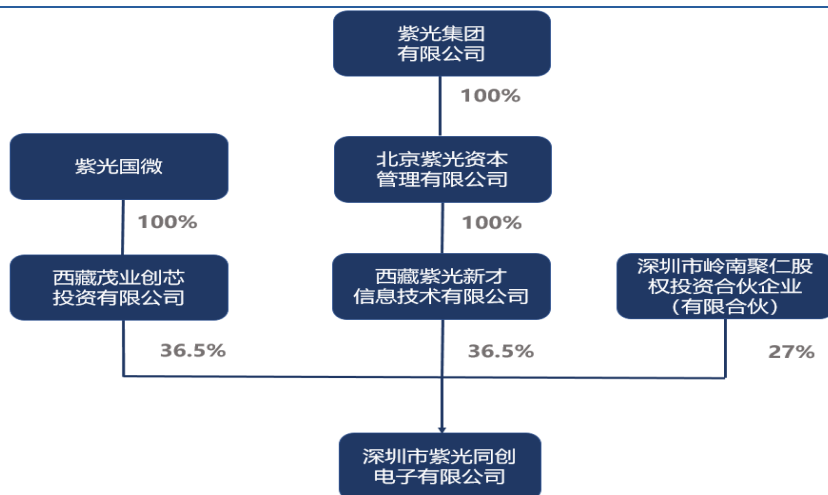 紫光集团
有限公司
100%
紫光国微
北京紫光资本
管理有限公司
100%
100%
西藏茂业创芯
投资有限公司
西藏紫光新才
信息技术有限公司
深圳市岭南聚仁股
权投资合伙企业
(有限合伙)
36.5%
36.5%
27%
深圳市紫光同创
电子有限公司